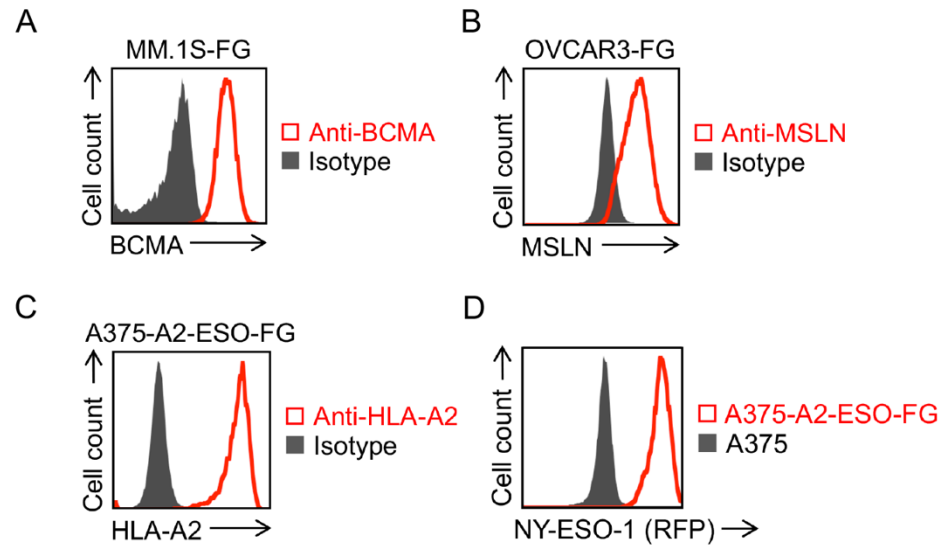 A
MM.1S-FG
Cell count
BCMA
Anti-BCMA
Isotype
B
OVCAR3-FG
Cell count
MSLN
Anti-MSLN
Isotype
C
A375-A2-ESO-FG
Cell count
HLA-A2
Anti-HLA-A2
Isotype
D
Cell count
NY-ESO-1 (RFP)
A375-A2-ESO-FG
A375